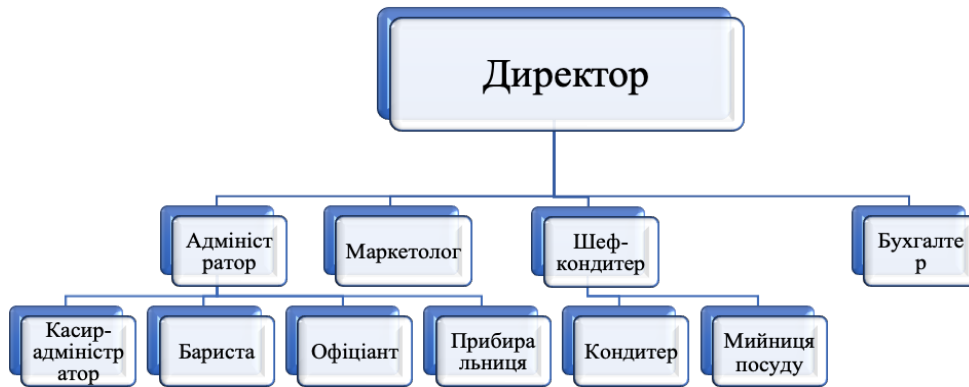 Директор
Адмініст
ратор
Маркетолог
Шеф-
кондитер
Бухгалте
р
Касир-
адміністр
атор
Бариста
Офіціант
Прибира
льниця
Кондитер
Мийниця
посуду